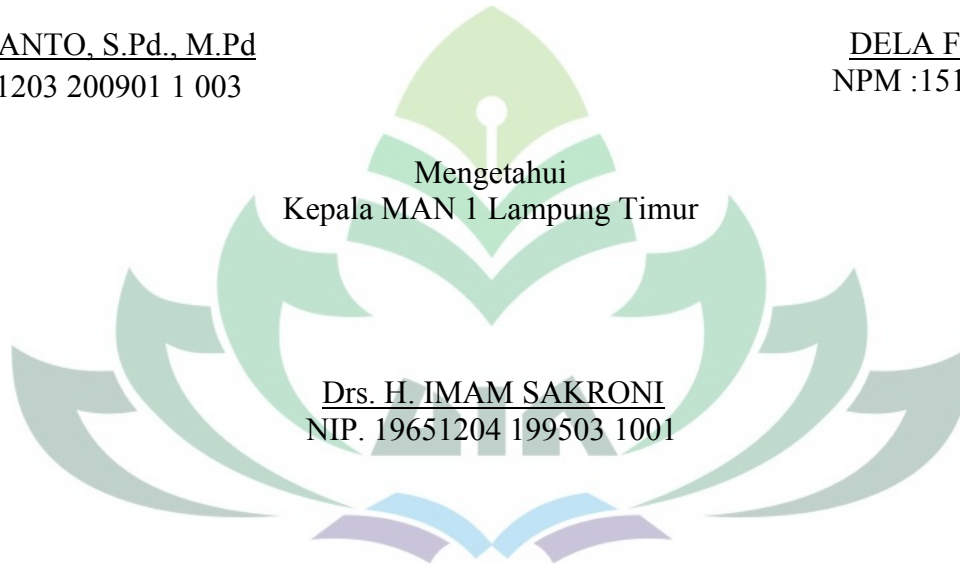 ANTO, S.Pd., M.Pd
1203 200901 1 003
DELA F
NPM :151
Mengetahui
Kepala MAN 1 Lampung Timur
Drs. H. IMAM SAKRONI
NIP. 19651204 199503 1001